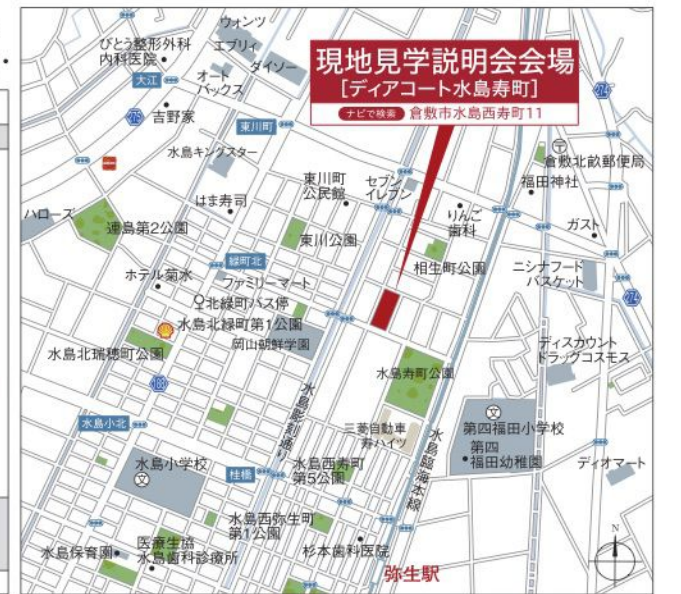 ウォンツ
びとう整形外科
内科医院
エブリィ
ダイソー
大江
オート
バックス
275
吉野家
東川町
現地見学説明会会場
[ディアコート水島寿町]
ナビで検索 倉敷市水島西寿町11
274
倉敷北畝郵便局
福田神社
水島キングスター
東川町
公民館
セブン
イレブン
はま寿司
りんご
歯科
ガスト
ハローズ
連島第2公園
東川公園
相生町公園
緑町北
ニシナフード
バスケット
ホテル菊水
ファミリーマート
北緑町バス停
274
水島北緑町第1公園
岡山朝鮮学園
水島北瑞穂町公園
ディスカウント
ドラッグコスモス
水島寿町公園
188
水島彫刻通り
水島小北
三菱自動車
寿ハイツ
水島臨海本線
文
第四福田小学校
第四
福田幼稚園
水島小学校
文
桂橋
水島西寿町
第5公園
ディオマート
水島西弥生町
第1公園
水島保育園
医療生協
水島歯科診療所
杉本歯科医院
弥生駅
N